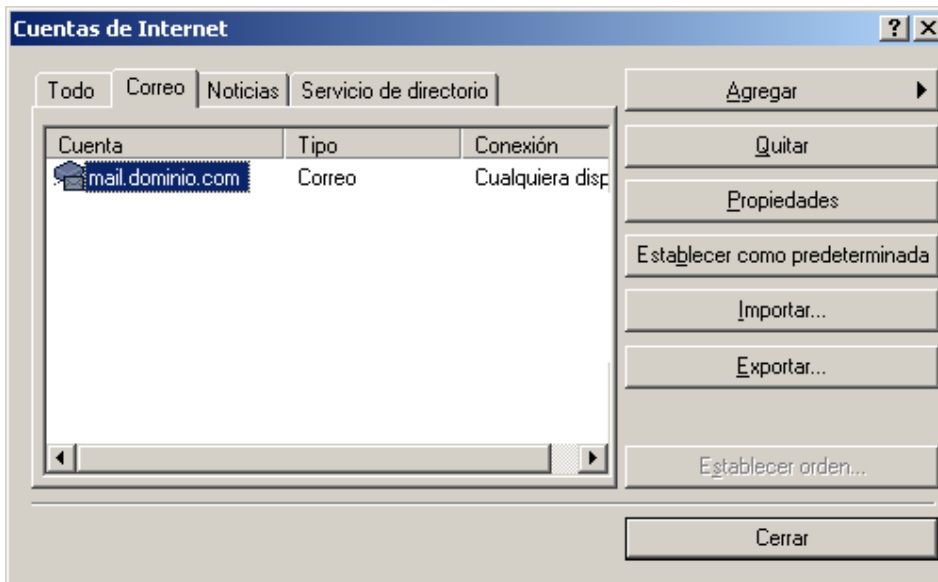 Cuentas de Internet
Todo Correo Noticias Servicio de directorio
Agregar
Cuenta Tipo Conexión
Quitar
mail.dominio.com Correo Cualquiera disp
Propiedades
Establecer como predeterminada
Importar...
Exportar...
Establecer orden...
Cerrar